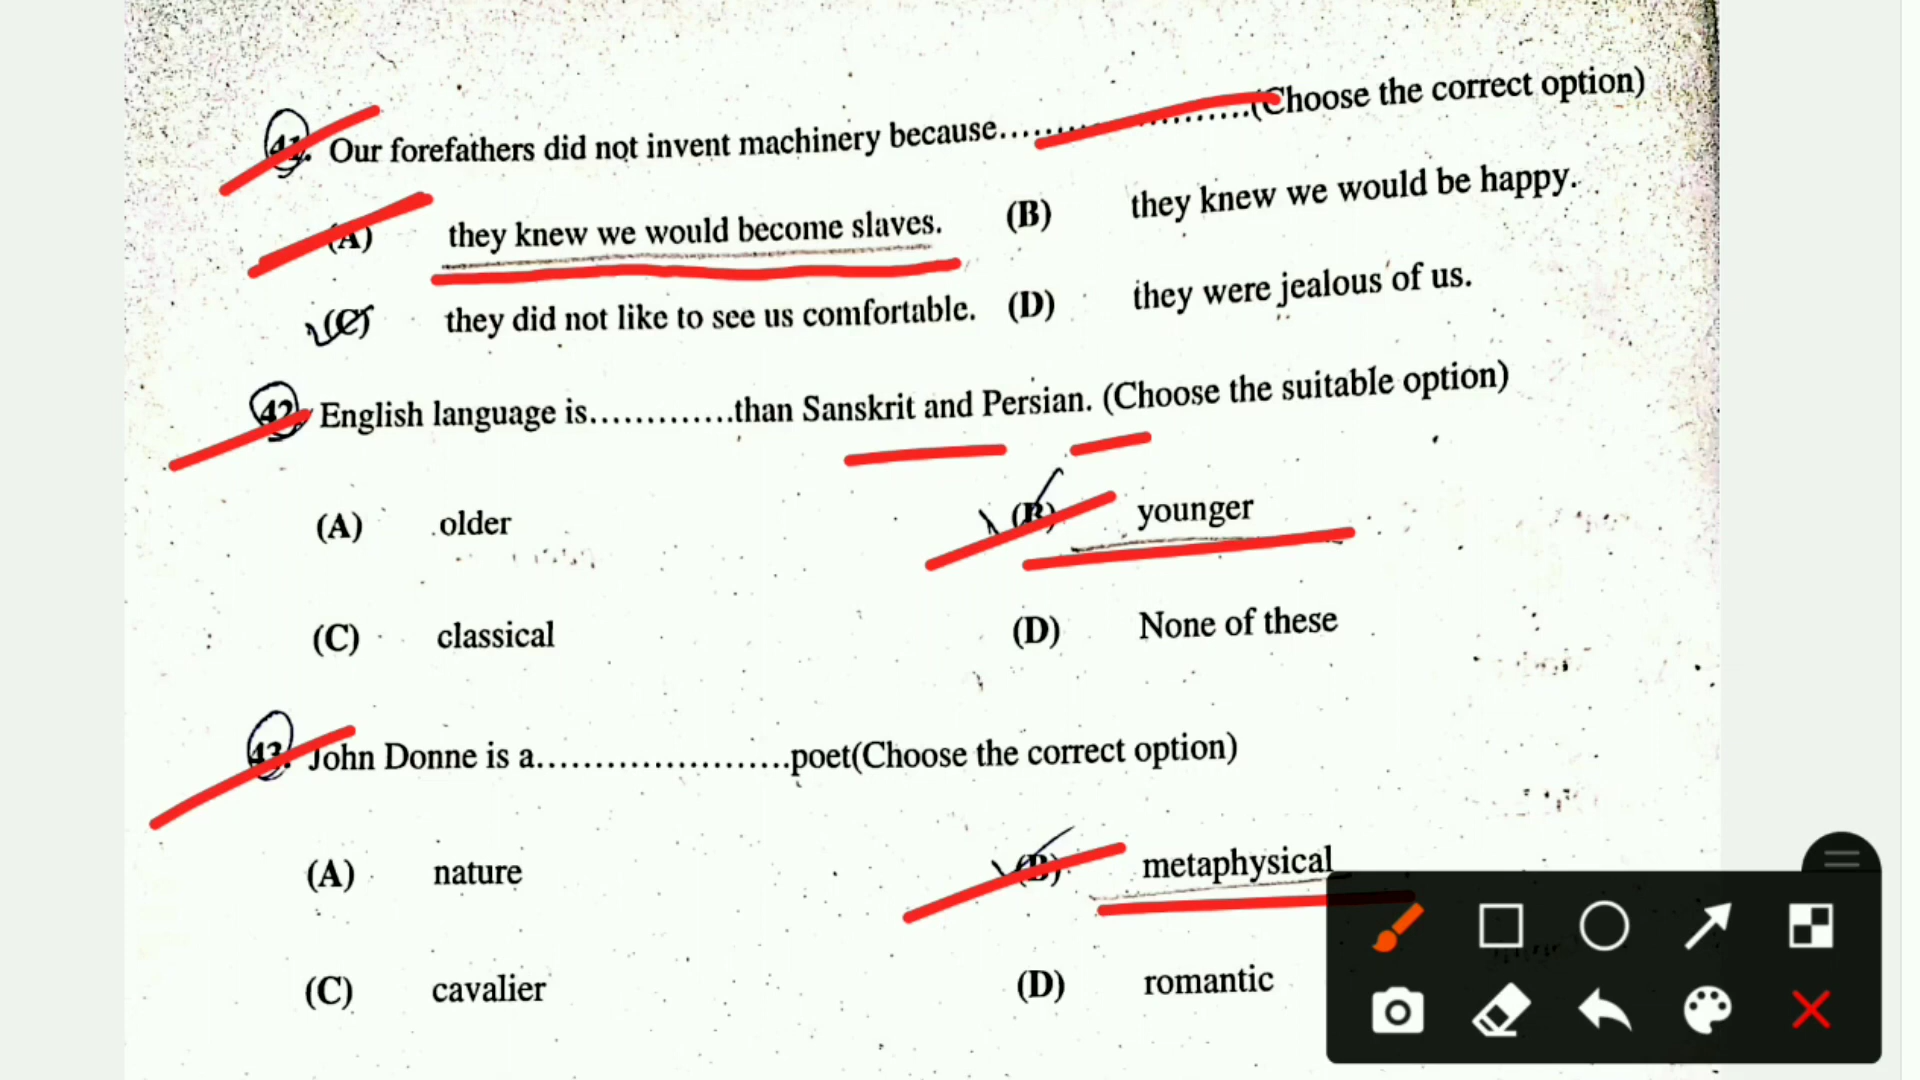 41. Our forefathers did not invent machinery because........................(Choose the correct option)
(A) they knew we would become slaves. (B) they knew we would be happy.
(C) they did not like to see us comfortable. (D) they were jealous of us.
42. English language is.............than Sanskrit and Persian. (Choose the suitable option)
(A) older (B) younger
(C) classical (D) None of these
43. John Donne is a......................poet(Choose the correct option)
(A) nature (B) metaphysical
(C) cavalier (D) romantic